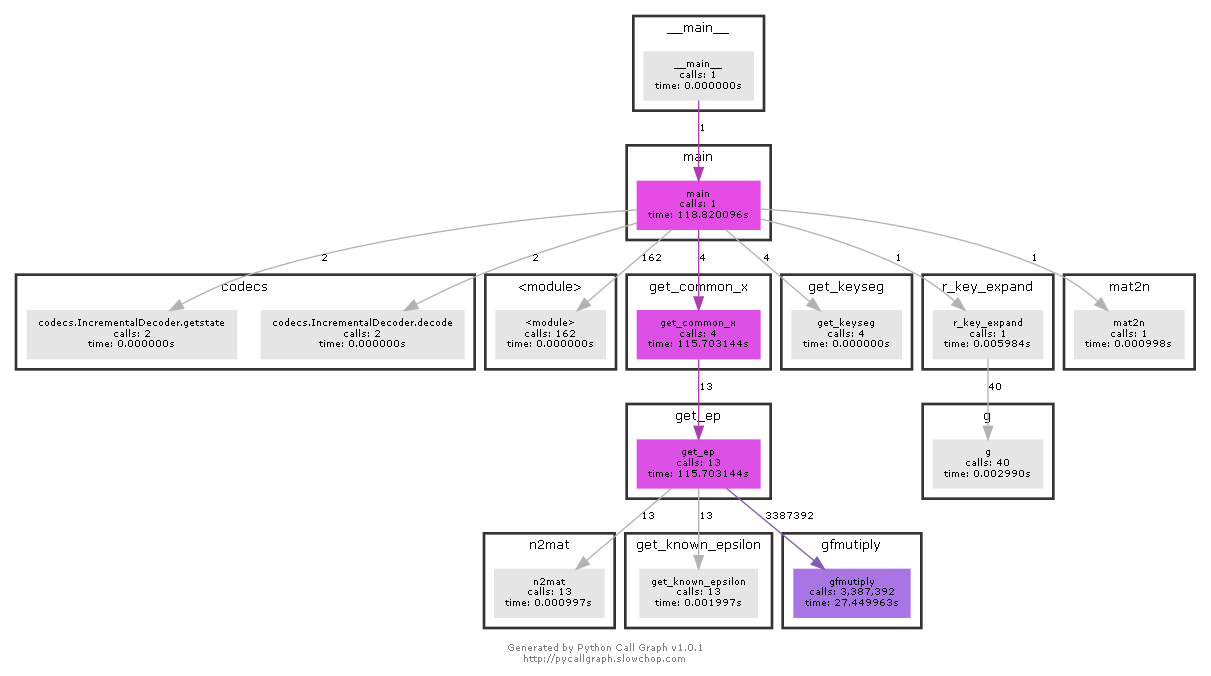 __main__
__main__
calls: 1
time: 0.000000s
1
main
main
calls: 1
time: 118.820096s
2
2
162
4
4
1
1
codecs
codecs.IncrementalDecoder.getstate
calls: 2
time: 0.000000s
codecs.IncrementalDecoder.decode
calls: 2
time: 0.000000s
<module>
<module>
calls: 162
time: 0.000000s
get_common_x
get_common_x
calls: 4
time: 115.703144s
get_keyseg
get_keyseg
calls: 4
time: 0.000000s
r_key_expand
r_key_expand
calls: 1
time: 0.005984s
mat2n
mat2n
calls: 1
time: 0.000998s
13
40
get_ep
get_ep
calls: 13
time: 115.703144s
g
g
calls: 40
time: 0.002990s
13
13
3387392
n2mat
n2mat
calls: 13
time: 0.000997s
get_known_epsilon
get_known_epsilon
calls: 13
time: 0.001997s
gfmutiply
gfmutiply
calls: 3,387,392
time: 27.449963s
Generated by Python Call Graph v1.0.1
http://pycallgraph.slowchop.com